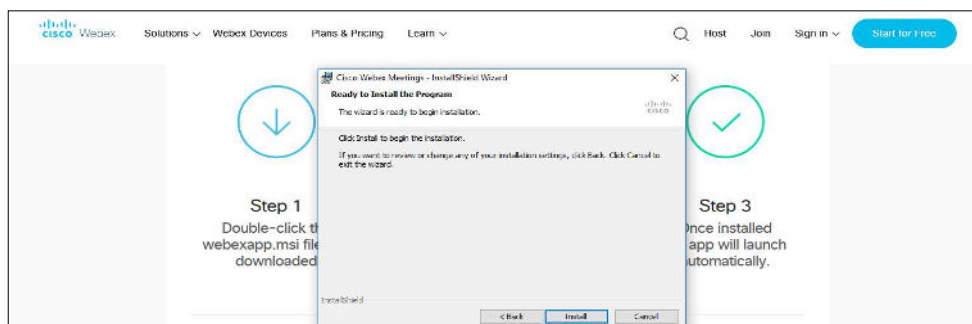 cisco Webex Solutions Webex Devices Plans & Pricing Learn Host Join Sign in Start for Free
Cisco Webex Meetings - InstallShield Wizard
Ready to Install the Program
The wizard is ready to begin installation.
cisco
Click Install to begin the installation.
If you want to review or change any of your installation settings, click Back. Click Cancel to
exit the wizard.
InstallShield
< Back Install Cancel
Step 1
Double-click th
webexapp.msi file
downloaded
Step 3
Once installed
app will launch
automatically.